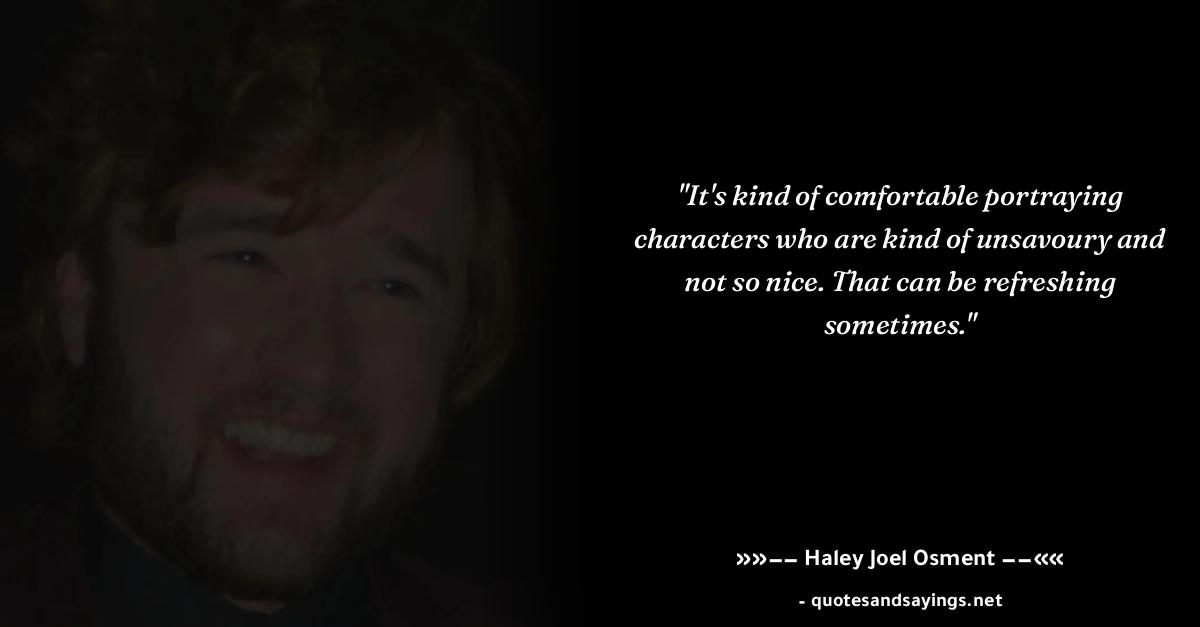 "It's kind of comfortable portraying
characters who are kind of unsavoury and
not so nice. That can be refreshing
sometimes."
»»−− Haley Joel Osment −−««
- quotesandsayings.net